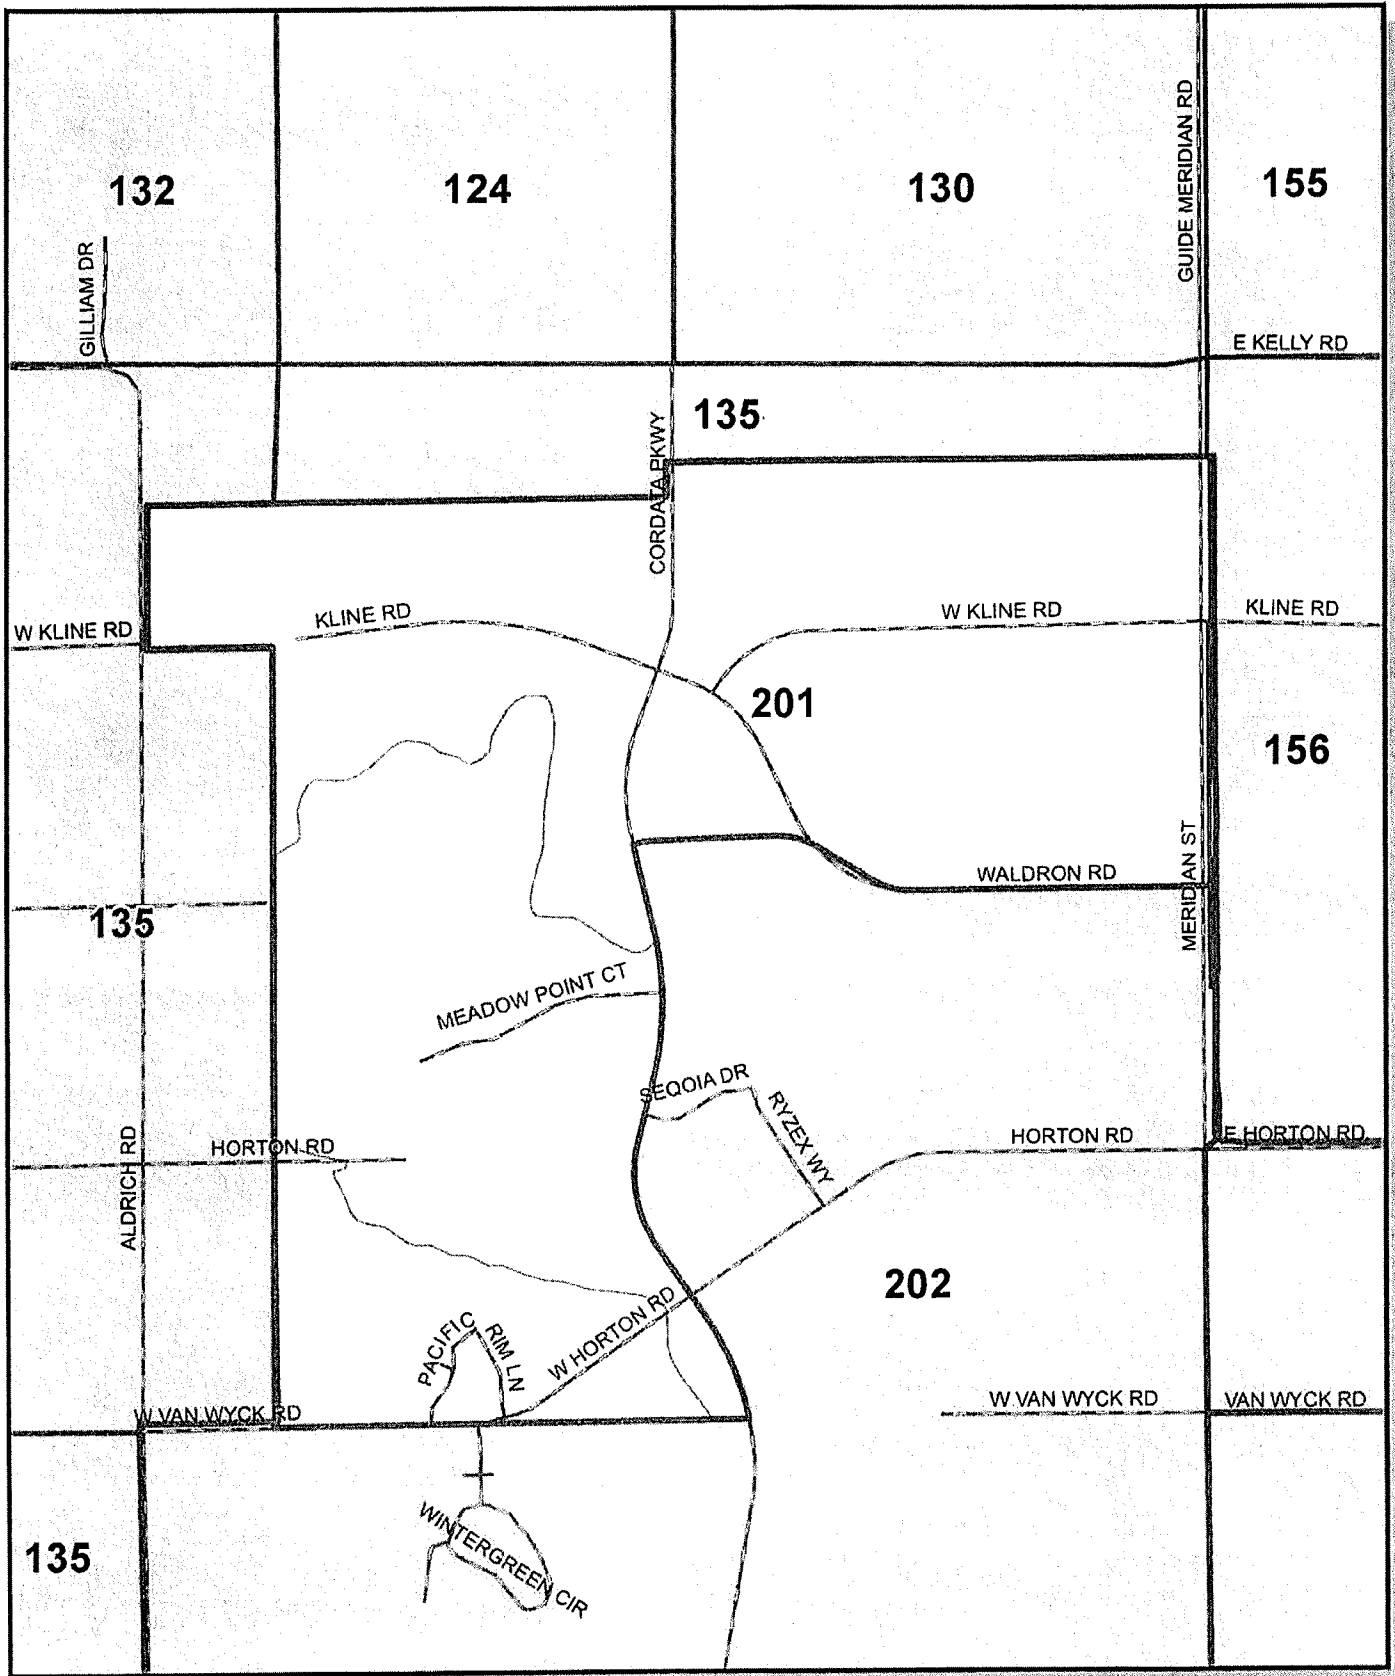 GUIDE MERIDIAN RD
132
124
130
155
GILLIAM DR
E KELLY RD
135
CORDATA PKWY
KLINE RD
W KLINE RD
KLINE RD
W KLINE RD
201
156
MERIDIAN ST
WALDRON RD
135
MEADOW POINT CT
SEQOIA DR
RYZEX WY
HORTON RD
E HORTON RD
HORTON RD
ALDRICH RD
202
PACIFIC RIM LN
W HORTON RD
W VAN WYCK RD
VAN WYCK RD
W VAN WYCK RD
WINTERGREEN CIR
135